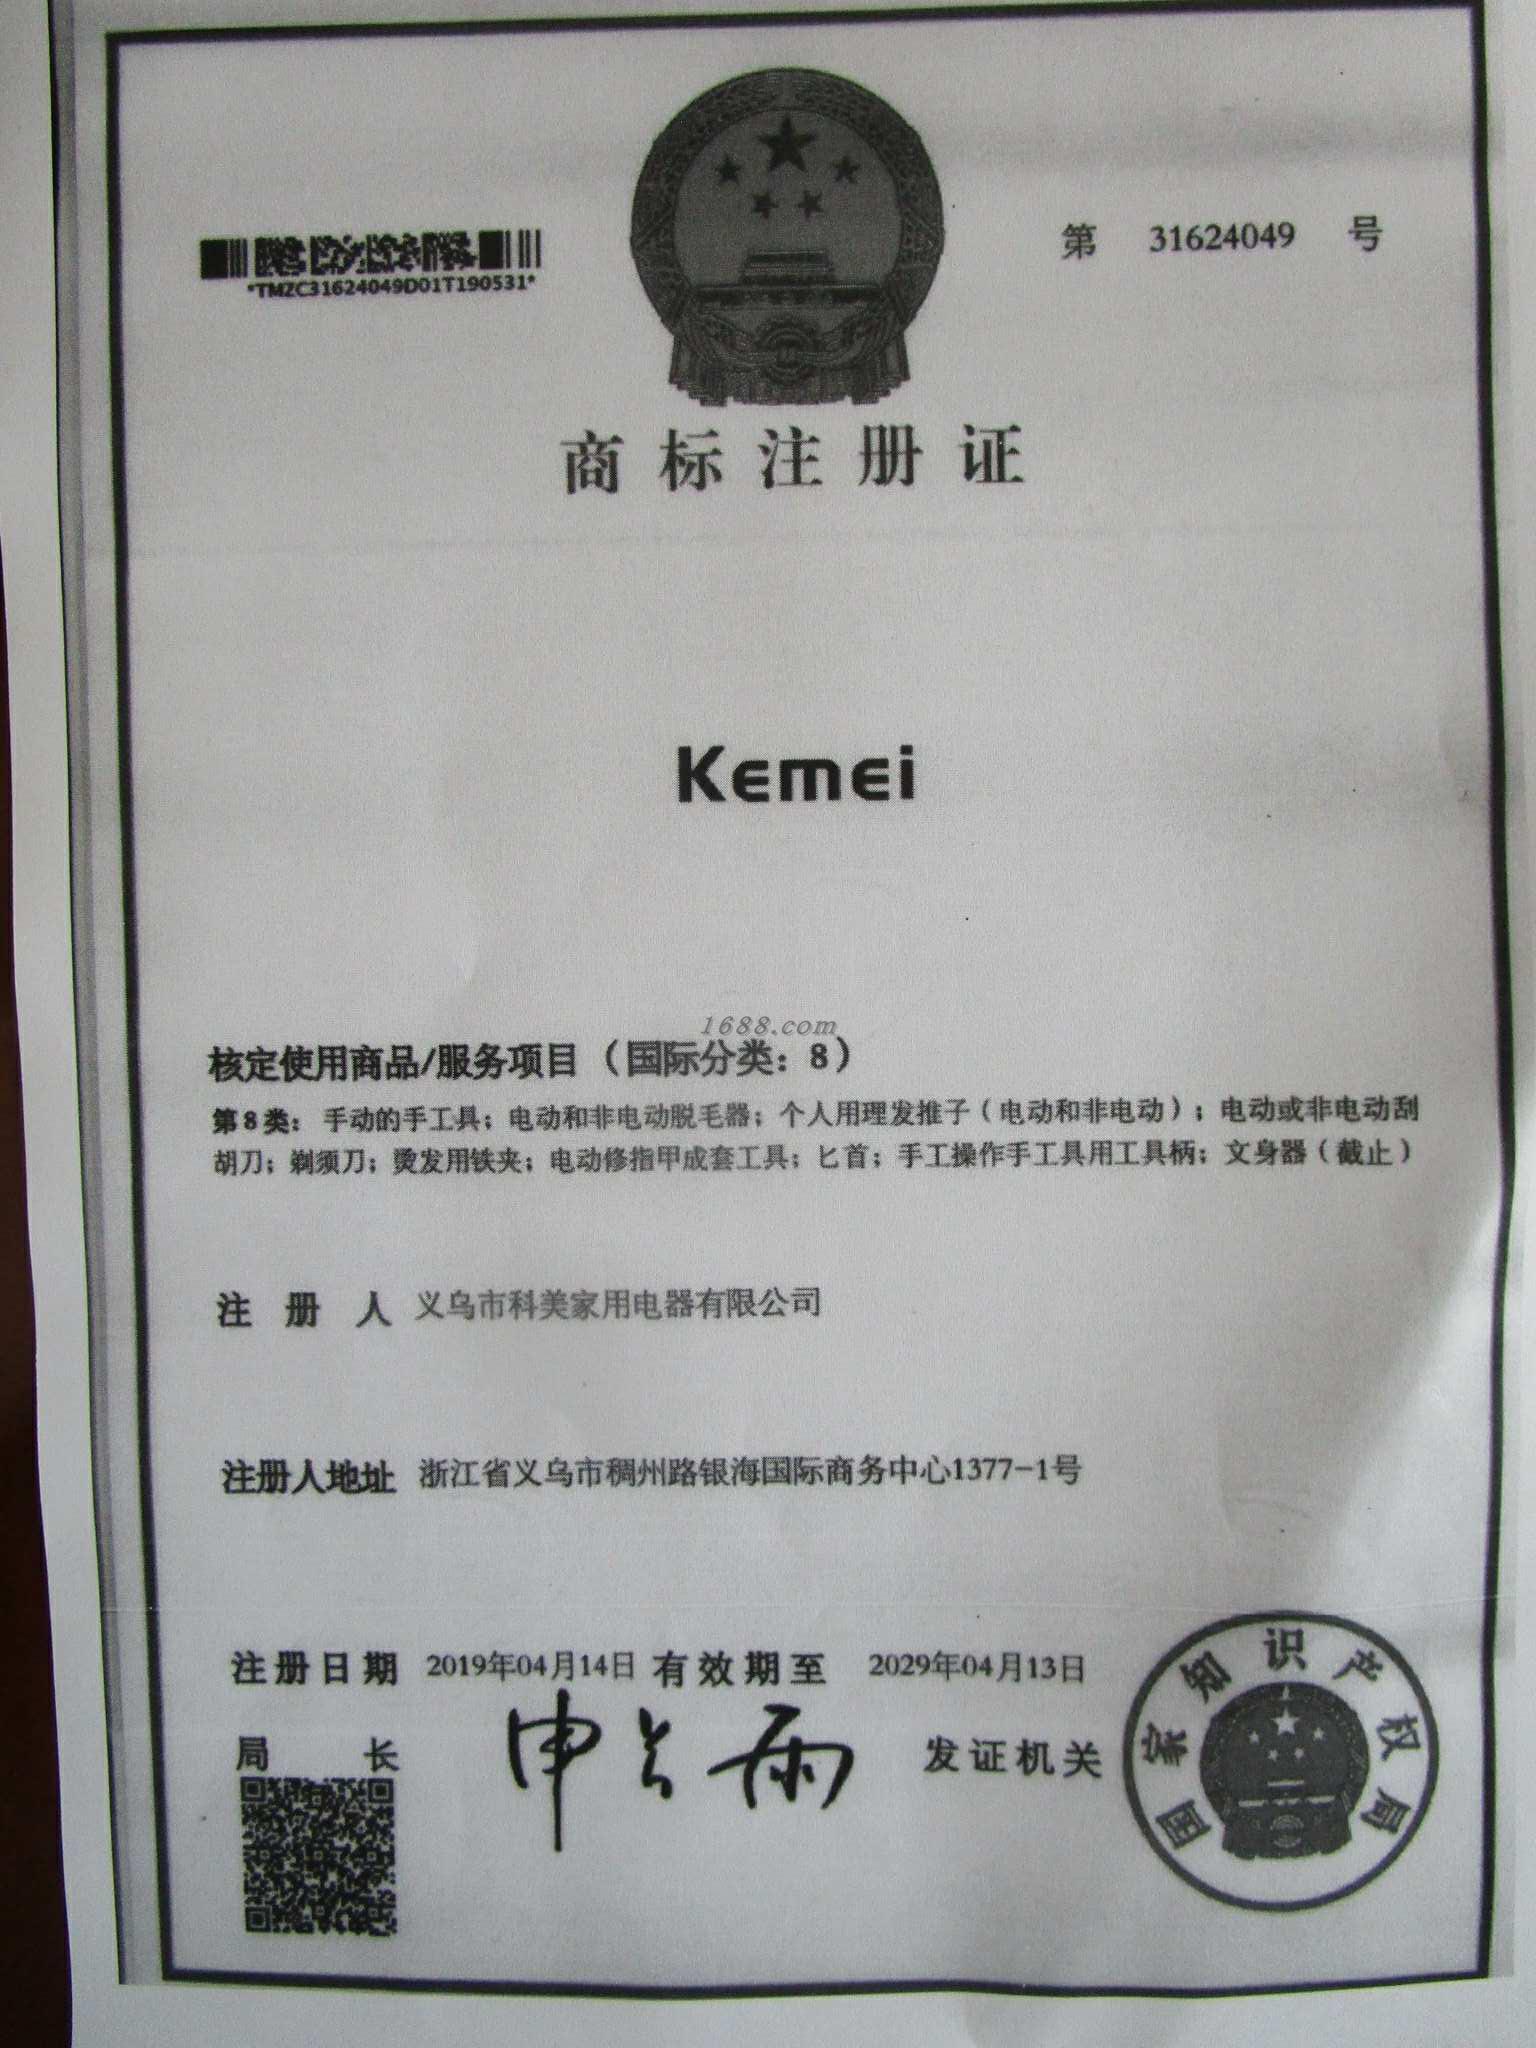 第 31624049 号
*TMZC31624049D01T190531*
商标注册证
Kemei
1688.com
核定使用商品/服务项目（国际分类：8）
第8类：手动的手工具；电动和非电动脱毛器；个人用理发推子（电动和非电动）；电动或非电动刮
胡刀；剃须刀；烫发用铁夹；电动修指甲成套工具；匕首；手工操作手工具用工具柄；文身器（截止）
注册人 义乌市科美家用电器有限公司
注册人地址 浙江省义乌市稠州路银海国际商务中心1377-1号
注册日期 2019年04月14日 有效期至 2029年04月13日
局长 申长雨 发证机关
国家知识产权局